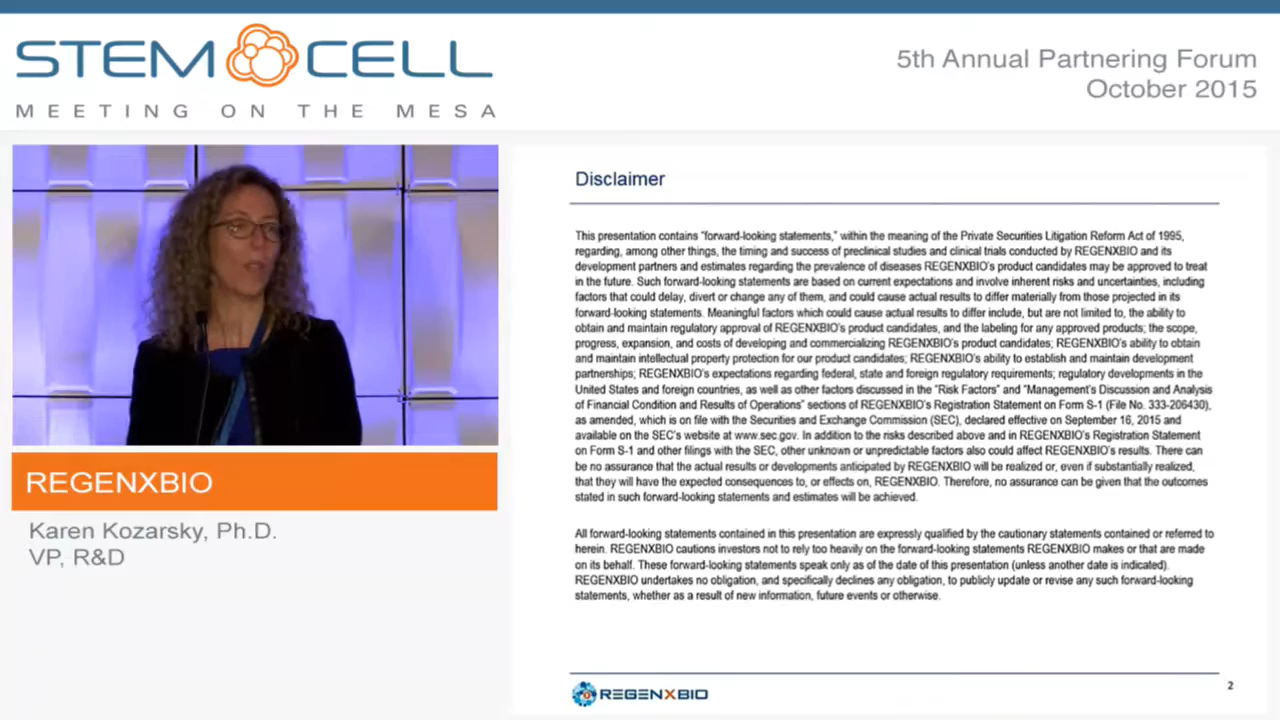 STEM CELL
MEETING ON THE MESA
5th Annual Partnering Forum
October 2015
REGENXBIO
Karen Kozarsky, Ph.D.
VP, R&D
Disclaimer
This presentation contains “forward-looking statements,” within the meaning of the Private Securities Litigation Reform Act of 1995,
regarding, among other things, the timing and success of preclinical studies and clinical trials conducted by REGENXBIO and its
development partners and estimates regarding the prevalence of diseases REGENXBIO’s product candidates may be approved to treat
in the future. Such forward-looking statements are based on current expectations and involve inherent risks and uncertainties, including
factors that could delay, divert or change any of them, and could cause actual results to differ materially from those projected in its
forward-looking statements. Meaningful factors which could cause actual results to differ include, but are not limited to, the ability to
obtain and maintain regulatory approval of REGENXBIO’s product candidates, and the labeling for any approved products; the scope,
progress, expansion, and costs of developing and commercializing REGENXBIO’s product candidates; REGENXBIO’s ability to obtain
and maintain intellectual property protection for our product candidates; REGENXBIO’s ability to establish and maintain development
partnerships; REGENXBIO’s expectations regarding federal, state and foreign regulatory requirements; regulatory developments in the
United States and foreign countries, as well as other factors discussed in the “Risk Factors” and “Management’s Discussion and Analysis
of Financial Condition and Results of Operations” sections of REGENXBIO’s Registration Statement on Form S-1 (File No. 333-206430),
as amended, which is on file with the Securities and Exchange Commission (SEC), declared effective on September 16, 2015 and
available on the SEC’s website at www.sec.gov. In addition to the risks described above and in REGENXBIO’s Registration Statement
on Form S-1 and other filings with the SEC, other unknown or unpredictable factors also could affect REGENXBIO’s results. There can
be no assurance that the actual results or developments anticipated by REGENXBIO will be realized or, even if substantially realized,
that they will have the expected consequences to, or effects on, REGENXBIO. Therefore, no assurance can be given that the outcomes
stated in such forward-looking statements and estimates will be achieved.
All forward-looking statements contained in this presentation are expressly qualified by the cautionary statements contained or referred to
herein. REGENXBIO cautions investors not to rely too heavily on the forward-looking statements REGENXBIO makes or that are made
on its behalf. These forward-looking statements speak only as of the date of this presentation (unless another date is indicated).
REGENXBIO undertakes no obligation, and specifically declines any obligation, to publicly update or revise any such forward-looking
statements, whether as a result of new information, future events or otherwise.
REGENXBIO
2